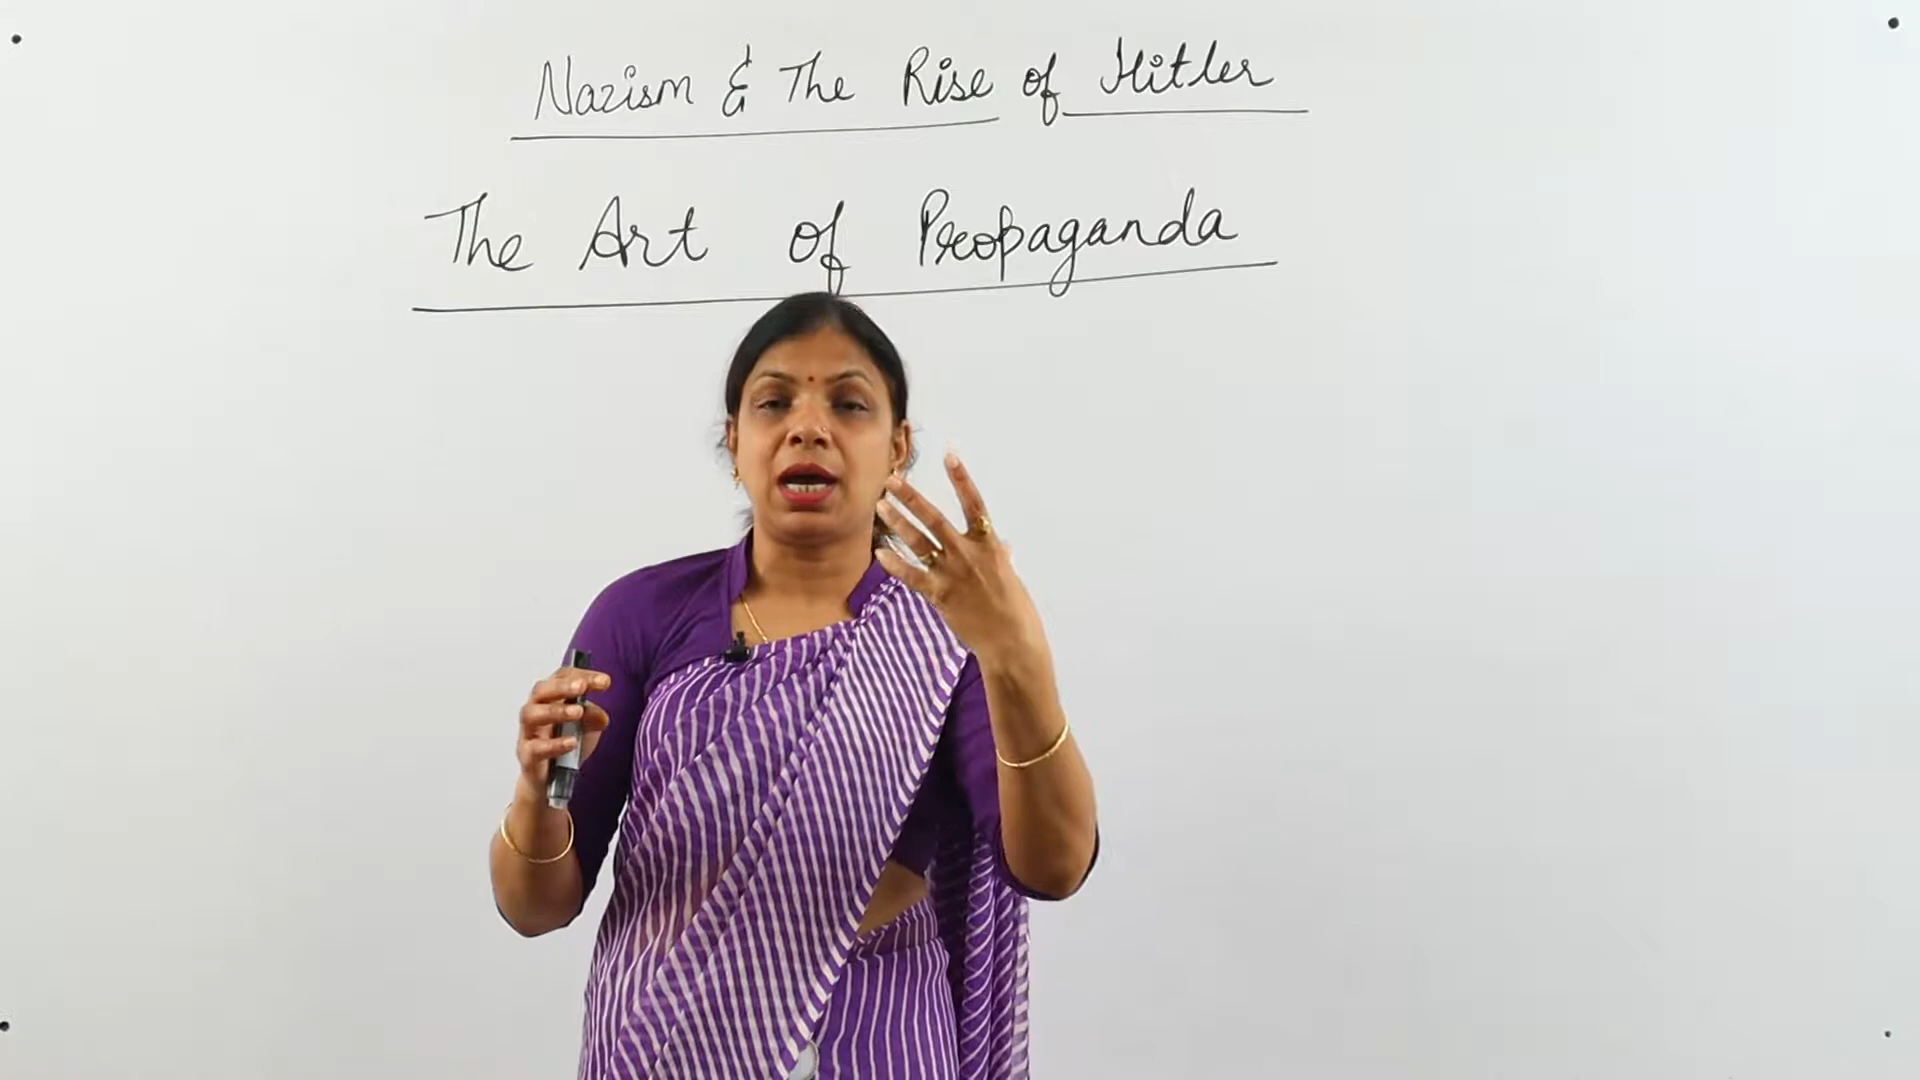 Nazism & The Rise of Hitler
The Art of Propaganda